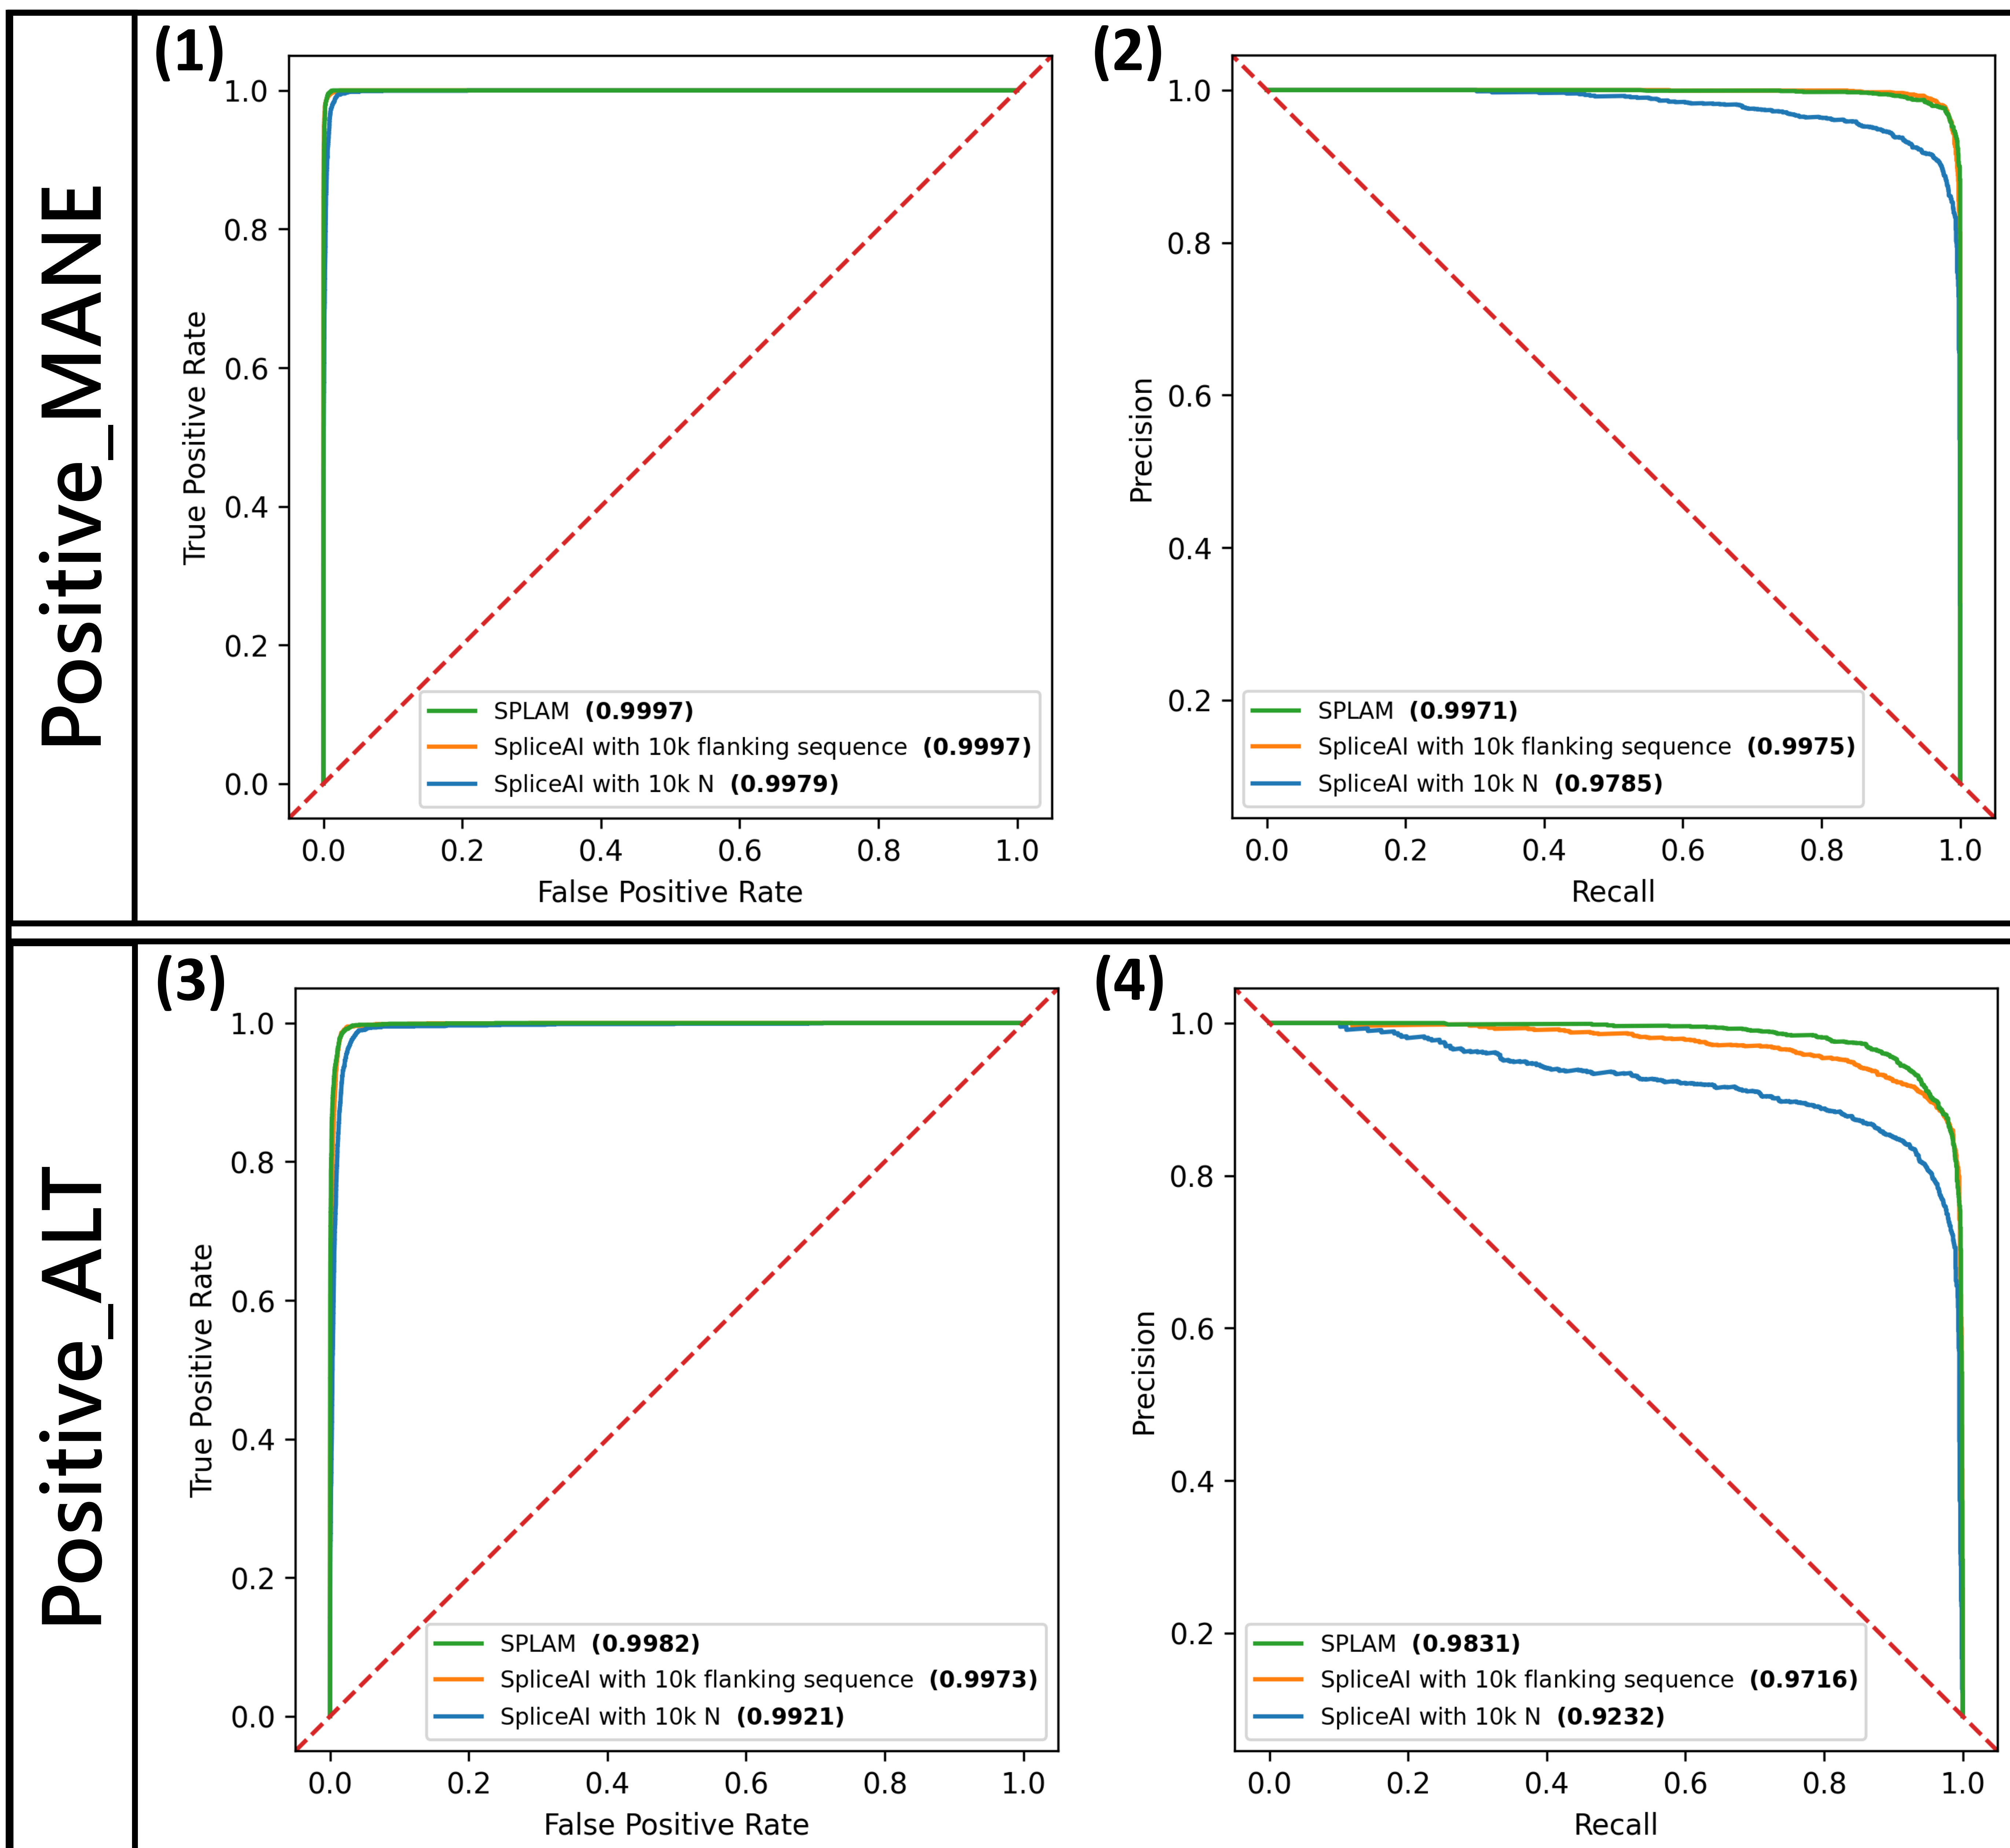 Positive_MANE
(1)
1.0
0.8
0.6
0.4
0.2
0.0
True Positive Rate
SPLAM (0.9997)
SpliceAI with 10k flanking sequence (0.9997)
SpliceAI with 10k N (0.9979)
0.0 0.2 0.4 0.6 0.8 1.0
False Positive Rate
(2)
1.0
0.8
0.6
0.4
0.2
Precision
SPLAM (0.9971)
SpliceAI with 10k flanking sequence (0.9975)
SpliceAI with 10k N (0.9785)
0.0 0.2 0.4 0.6 0.8 1.0
Recall
Positive_ALT
(3)
1.0
0.8
0.6
0.4
0.2
0.0
True Positive Rate
SPLAM (0.9982)
SpliceAI with 10k flanking sequence (0.9973)
SpliceAI with 10k N (0.9921)
0.0 0.2 0.4 0.6 0.8 1.0
False Positive Rate
(4)
1.0
0.8
0.6
0.4
0.2
Precision
SPLAM (0.9831)
SpliceAI with 10k flanking sequence (0.9716)
SpliceAI with 10k N (0.9232)
0.0 0.2 0.4 0.6 0.8 1.0
Recall